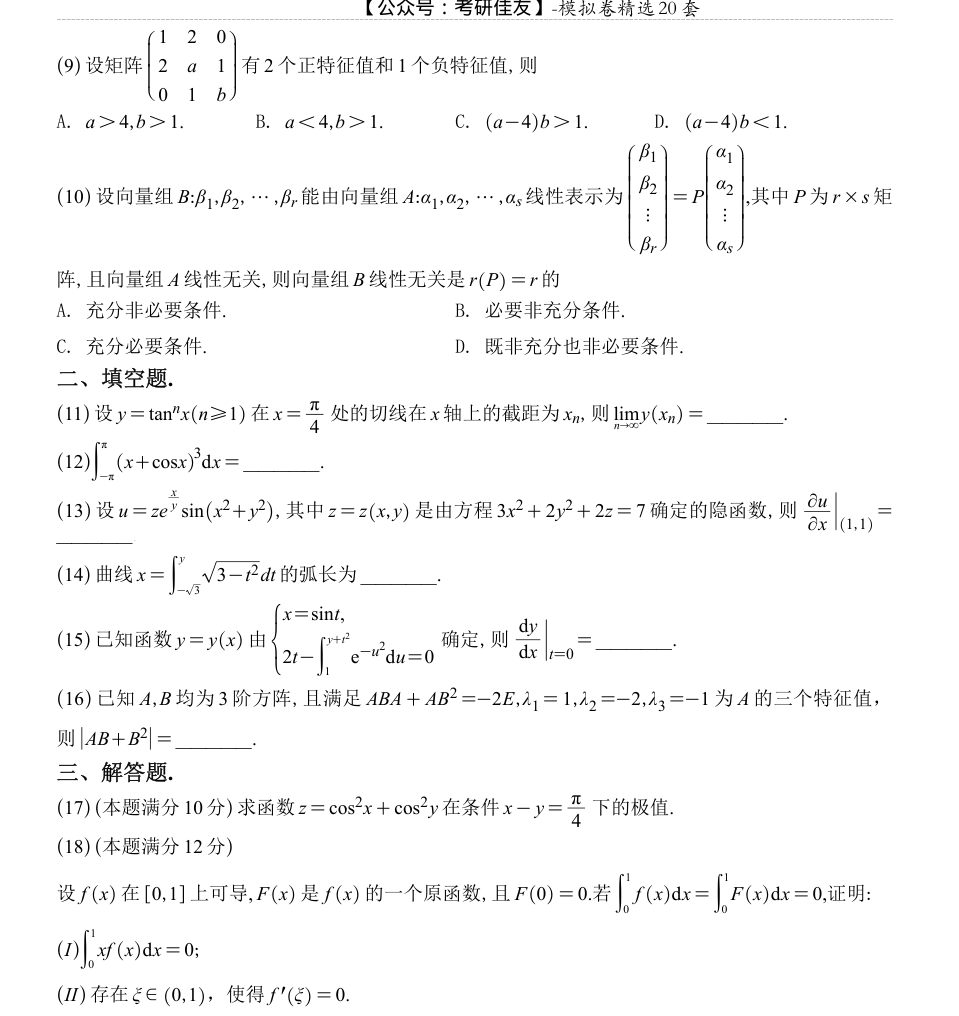 【公众号：考研佳友】-模拟卷精选20套
(9) 设矩阵 (1 2 0; 2 a 1; 0 1 b) 有2个正特征值和1个负特征值, 则
A. a>4,b>1. B. a<4,b>1. C. (a−4)b>1. D. (a−4)b<1.
(10) 设向量组 B:β₁,β₂, ⋯ ,βᵣ 能由向量组 A:α₁,α₂, ⋯ ,αₛ 线性表示为 (β₁; β₂; ⋮; βᵣ) = P (α₁; α₂; ⋮; αₛ),其中 P 为 r × s 矩
阵, 且向量组 A 线性无关, 则向量组 B 线性无关是 r(P) = r 的
A. 充分非必要条件. B. 必要非充分条件.
C. 充分必要条件. D. 既非充分也非必要条件.
二、填空题.
(11) 设 y = tanⁿx(n⩾1) 在 x = π/4 处的切线在 x 轴上的截距为 xₙ, 则 lim_{n→∞} y(xₙ) = ________.
(12) ∫_{−π}^{π} (x+cosx)³dx = ________.
(13) 设 u = ze^{x/y} sin(x²+y²), 其中 z = z(x,y) 是由方程 3x² + 2y² + 2z = 7 确定的隐函数, 则 ∂u/∂x |_{(1,1)} =
________
(14) 曲线 x = ∫_{−√3}^{y} √(3−t²) dt 的弧长为 ________.
(15) 已知函数 y = y(x) 由 { x = sint, 2t − ∫_{1}^{y+t²} e^{−u²}du = 0 确定, 则 dy/dx |_{t=0} = ________.
(16) 已知 A,B 均为 3 阶方阵, 且满足 ABA + AB² = −2E,λ₁ = 1,λ₂ = −2,λ₃ = −1 为 A 的三个特征值,
则 |AB+B²| = ________.
三、解答题.
(17) (本题满分 10 分) 求函数 z = cos²x + cos²y 在条件 x − y = π/4 下的极值.
(18) (本题满分 12 分)
设 f(x) 在 [0,1] 上可导, F(x) 是 f(x) 的一个原函数, 且 F(0) = 0.若 ∫_{0}^{1} f(x)dx = ∫_{0}^{1} F(x)dx = 0,证明:
(I) ∫_{0}^{1} xf(x)dx = 0;
(II) 存在 ξ∈ (0,1), 使得 f′(ξ) = 0.